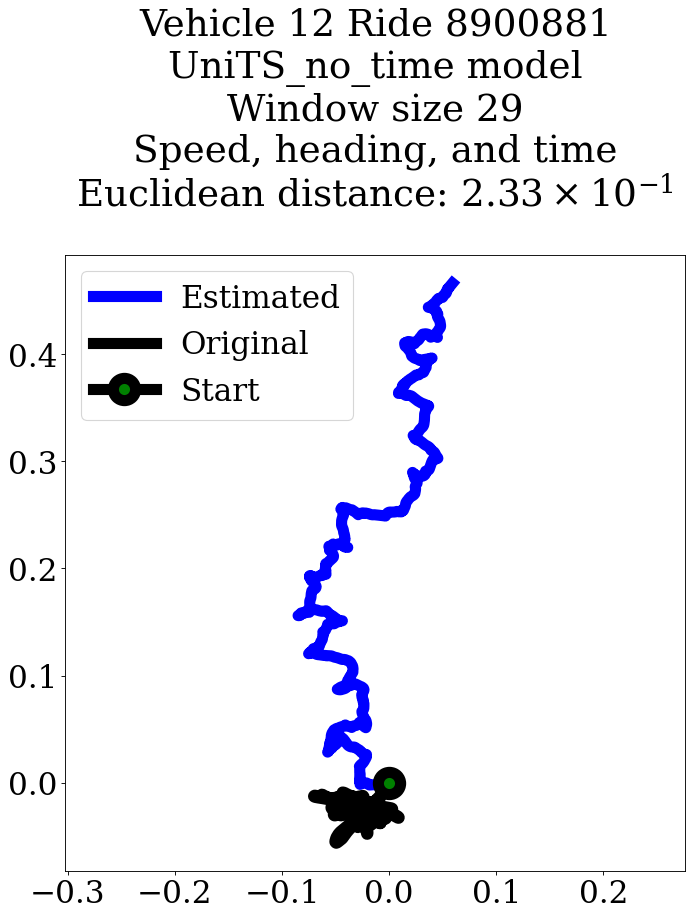 Vehicle 12 Ride 8900881
UniTS_no_time model
Window size 29
Speed, heading, and time
Euclidean distance: 2.33 × 10⁻¹
Estimated
Original
Start
0.4
0.3
0.2
0.1
0.0
−0.3 −0.2 −0.1 0.0 0.1 0.2